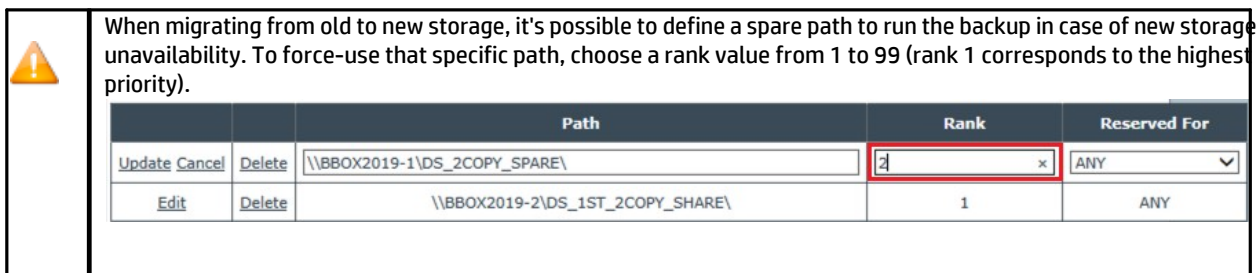 When migrating from old to new storage, it's possible to define a spare path to run the backup in case of new storage
unavailability. To force-use that specific path, choose a rank value from 1 to 99 (rank 1 corresponds to the highest
priority).
Path Rank Reserved For
Update Cancel Delete \\BBOX2019-1\DS_2COPY_SPARE\ 2 × ANY
Edit Delete \\BBOX2019-2\DS_1ST_2COPY_SHARE\ 1 ANY